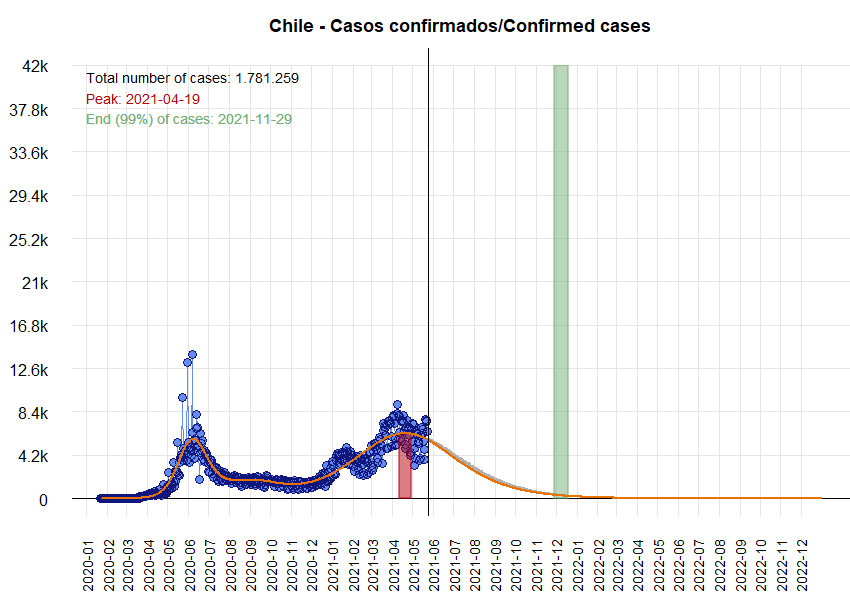 Chile - Casos confirmados/Confirmed cases
42k
Total number of cases: 1.781.259
Peak: 2021-04-19
End (99%) of cases: 2021-11-29
37.8k
33.6k
29.4k
25.2k
21k
16.8k
12.6k
8.4k
4.2k
0
2020-01
2020-02
2020-03
2020-04
2020-05
2020-06
2020-07
2020-08
2020-09
2020-10
2020-11
2020-12
2021-01
2021-02
2021-03
2021-04
2021-05
2021-06
2021-07
2021-08
2021-09
2021-10
2021-11
2021-12
2022-01
2022-02
2022-03
2022-04
2022-05
2022-06
2022-07
2022-08
2022-09
2022-10
2022-11
2022-12